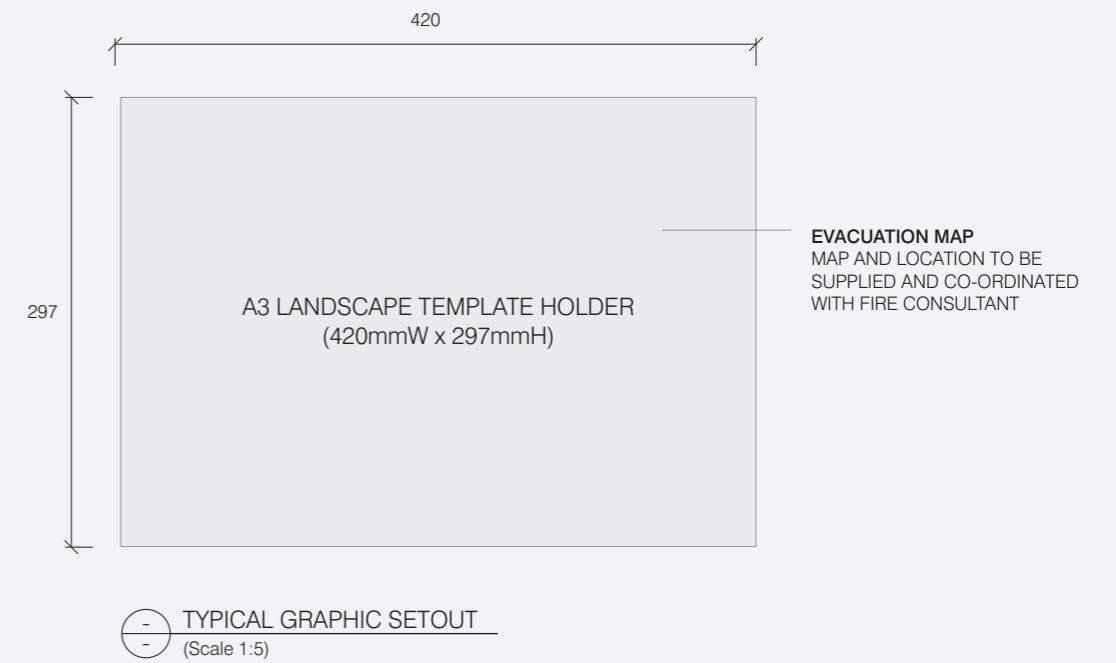 420
297
A3 LANDSCAPE TEMPLATE HOLDER
(420mmW x 297mmH)
EVACUATION MAP
MAP AND LOCATION TO BE
SUPPLIED AND CO-ORDINATED
WITH FIRE CONSULTANT
-
-
TYPICAL GRAPHIC SETOUT
(Scale 1:5)